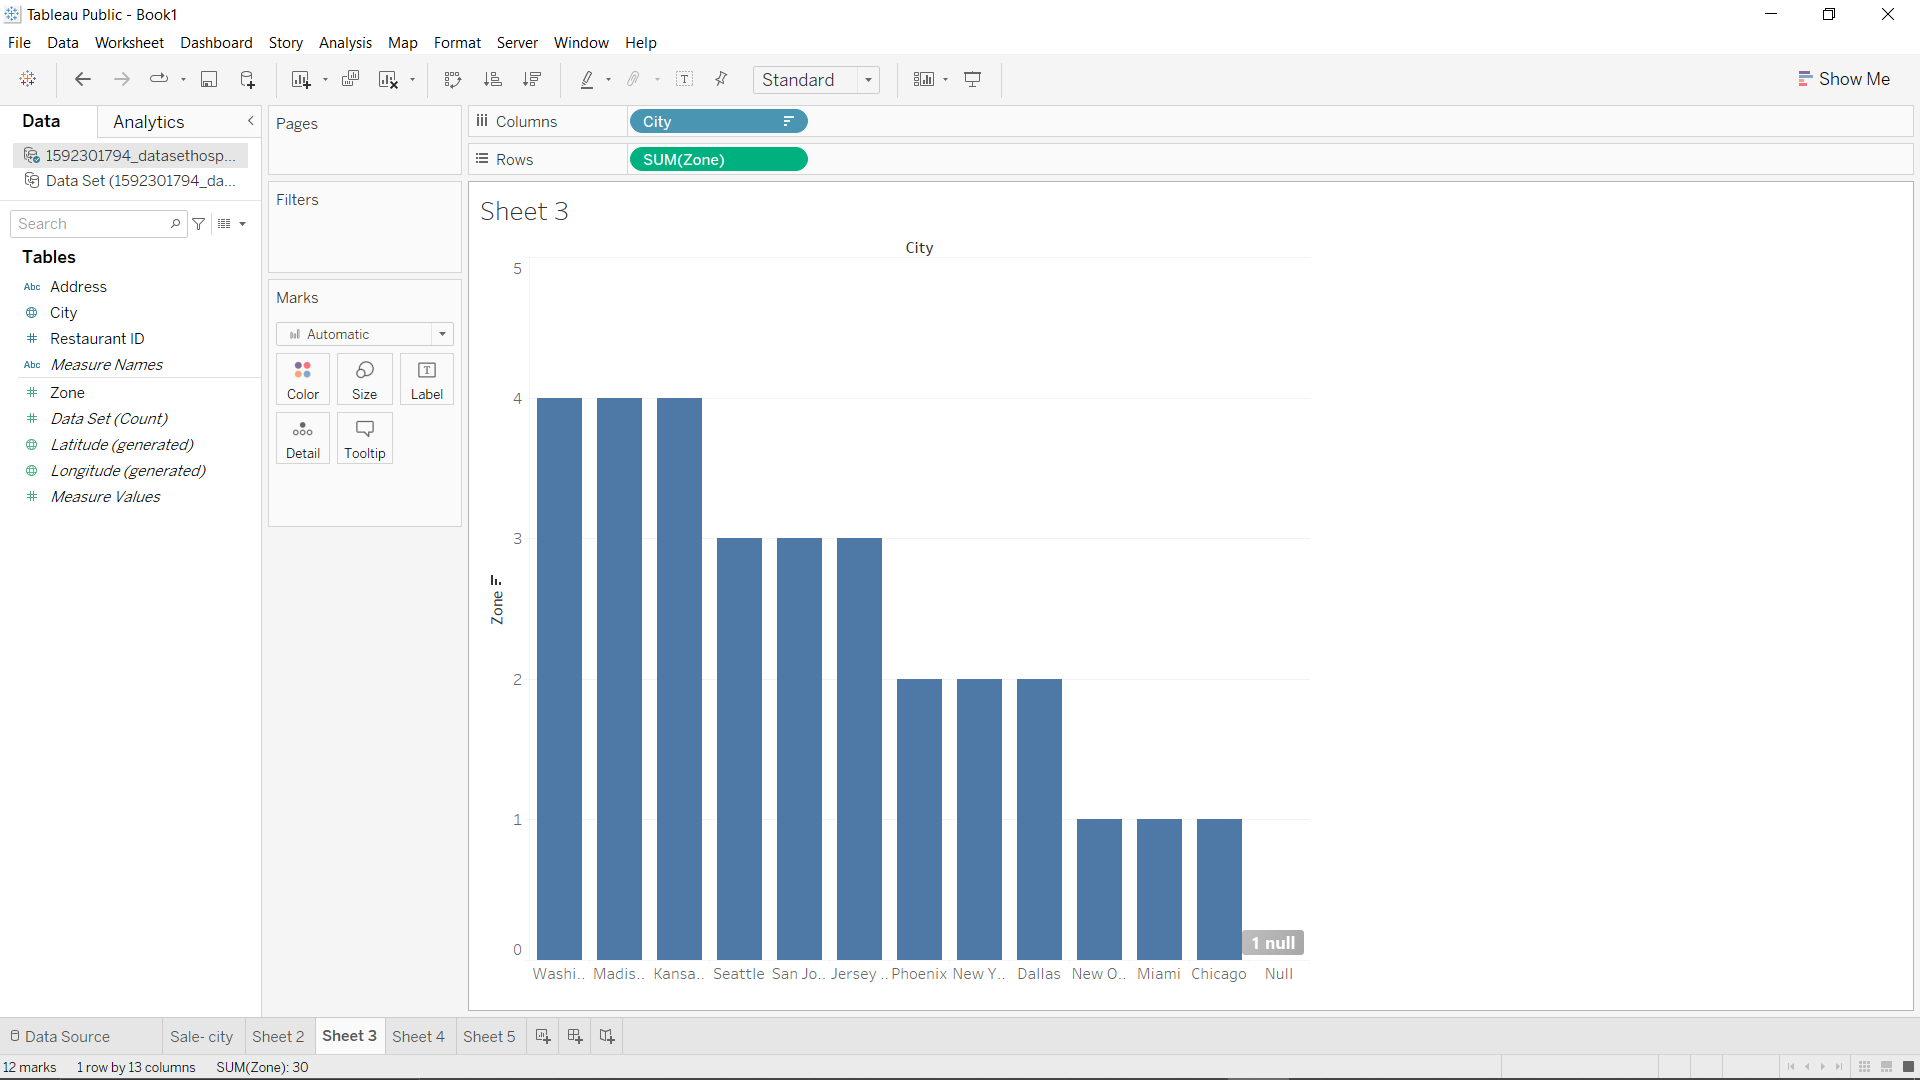 Tableau Public - Book1
File Data Worksheet Dashboard Story Analysis Map Format Server Window Help
Standard
Show Me
Data Analytics
1592301794_datasethosp...
Data Set (1592301794_da...
Search
Tables
Abc Address
City
Restaurant ID
Abc Measure Names
Zone
Data Set (Count)
Latitude (generated)
Longitude (generated)
Measure Values
Pages
Filters
Marks
Automatic
Color Size Label
Detail Tooltip
Columns City
Rows SUM(Zone)
Sheet 3
City
5
4
3
2
1
0
Zone
1 null
Washi.. Madis.. Kansa.. Seattle San Jo.. Jersey .. Phoenix New Y.. Dallas New O.. Miami Chicago Null
Data Source Sale- city Sheet 2 Sheet 3 Sheet 4 Sheet 5
12 marks 1 row by 13 columns SUM(Zone): 30